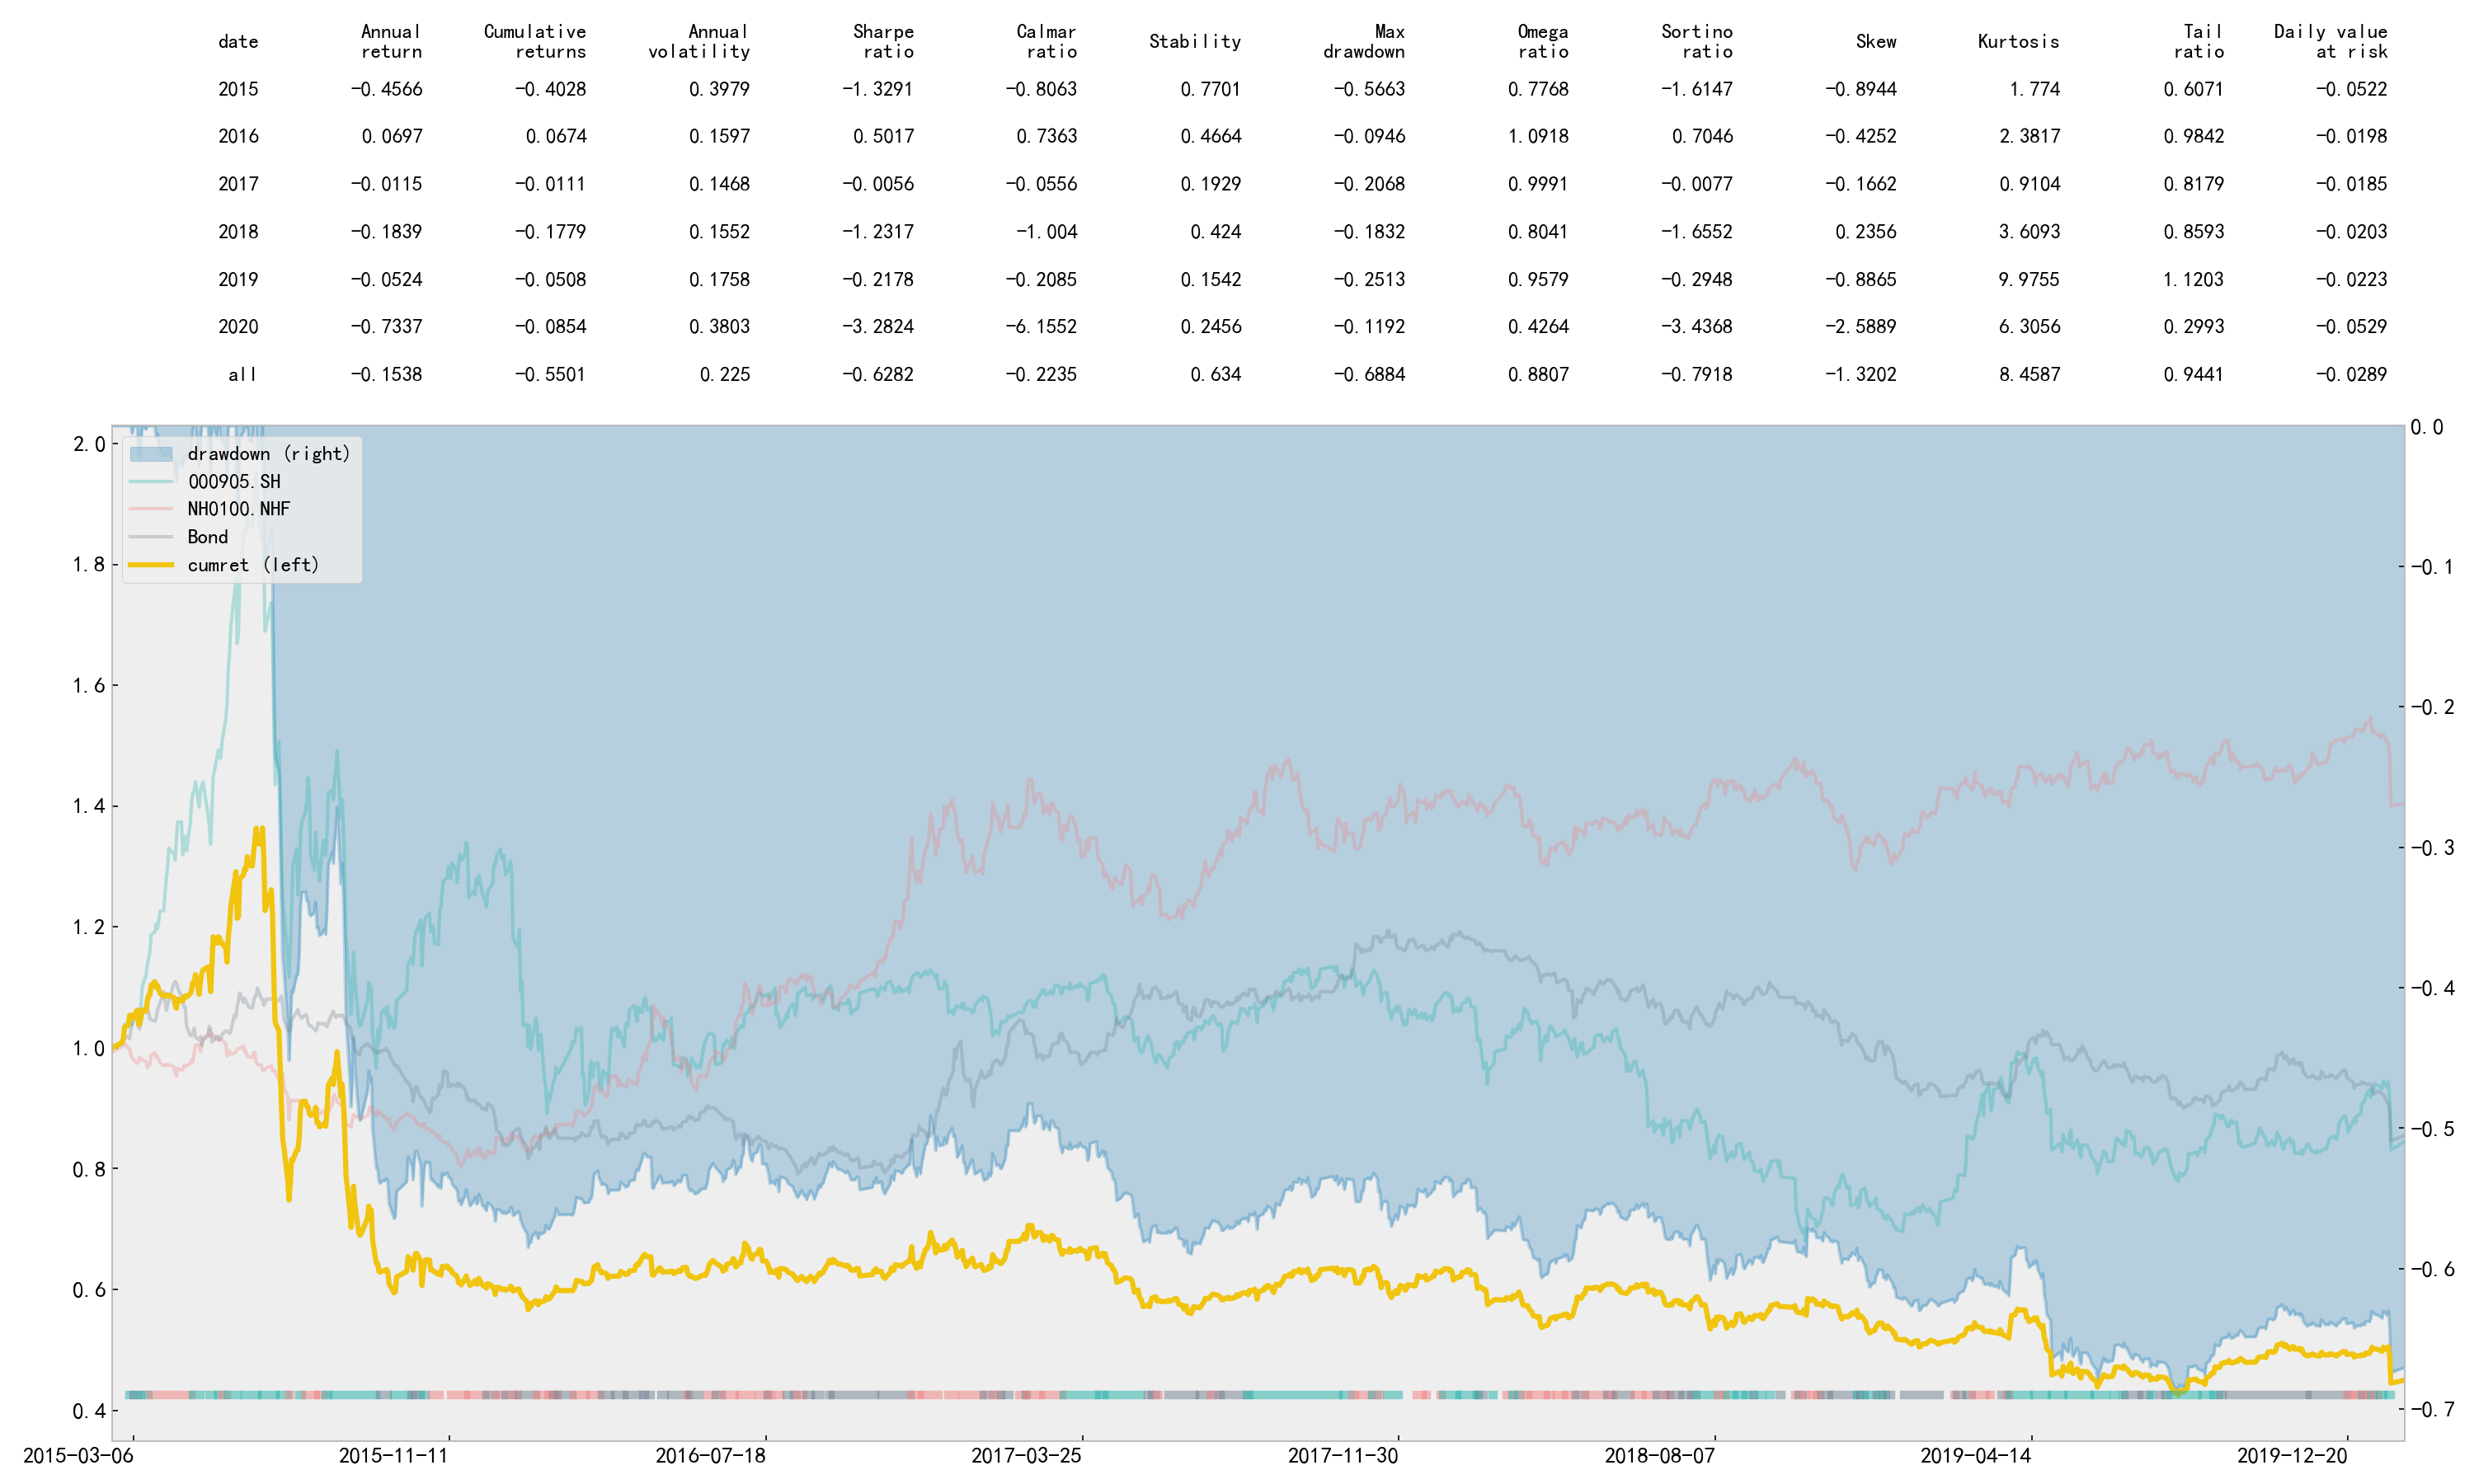 date Annual return Cumulative returns Annual volatility Sharpe ratio Calmar ratio Stability Max drawdown Omega ratio Sortino ratio Skew Kurtosis Tail ratio Daily value at risk
2015 -0.4566 -0.4028 0.3979 -1.3291 -0.8063 0.7701 -0.5663 0.7768 -1.6147 -0.8944 1.774 0.6071 -0.0522
2016 0.0697 0.0674 0.1597 0.5017 0.7363 0.4664 -0.0946 1.0918 0.7046 -0.4252 2.3817 0.9842 -0.0198
2017 -0.0115 -0.0111 0.1468 -0.0056 -0.0556 0.1929 -0.2068 0.9991 -0.0077 -0.1662 0.9104 0.8179 -0.0185
2018 -0.1839 -0.1779 0.1552 -1.2317 -1.004 0.424 -0.1832 0.8041 -1.6552 0.2356 3.6093 0.8593 -0.0203
2019 -0.0524 -0.0508 0.1758 -0.2178 -0.2085 0.1542 -0.2513 0.9579 -0.2948 -0.8865 9.9755 1.1203 -0.0223
2020 -0.7337 -0.0854 0.3803 -3.2824 -6.1552 0.2456 -0.1192 0.4264 -3.4368 -2.5889 6.3056 0.2993 -0.0529
all -0.1538 -0.5501 0.225 -0.6282 -0.2235 0.634 -0.6884 0.8807 -0.7918 -1.3202 8.4587 0.9441 -0.0289
drawdown (right)
000905.SH
NH0100.NHF
Bond
cumret (left)
2.0
1.8
1.6
1.4
1.2
1.0
0.8
0.6
0.4
0.0
-0.1
-0.2
-0.3
-0.4
-0.5
-0.6
-0.7
2015-03-06 2015-11-11 2016-07-18 2017-03-25 2017-11-30 2018-08-07 2019-04-14 2019-12-20